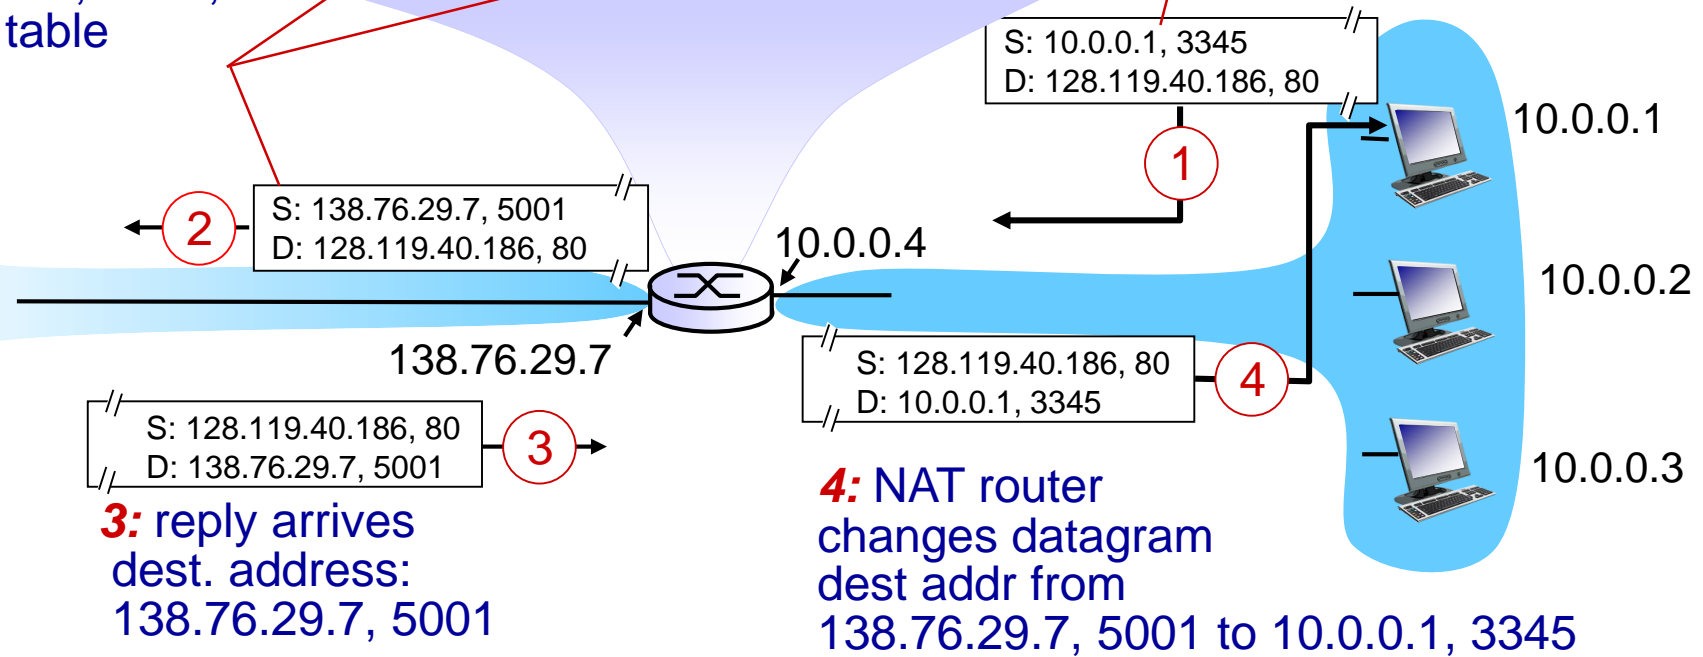 table
S: 10.0.0.1, 3345
D: 128.119.40.186, 80
10.0.0.1
1
S: 138.76.29.7, 5001
D: 128.119.40.186, 80
2
10.0.0.4
10.0.0.2
138.76.29.7
S: 128.119.40.186, 80
D: 10.0.0.1, 3345
4
S: 128.119.40.186, 80
D: 138.76.29.7, 5001
3
10.0.0.3
3: reply arrives
dest. address:
138.76.29.7, 5001
4: NAT router
changes datagram
dest addr from
138.76.29.7, 5001 to 10.0.0.1, 3345